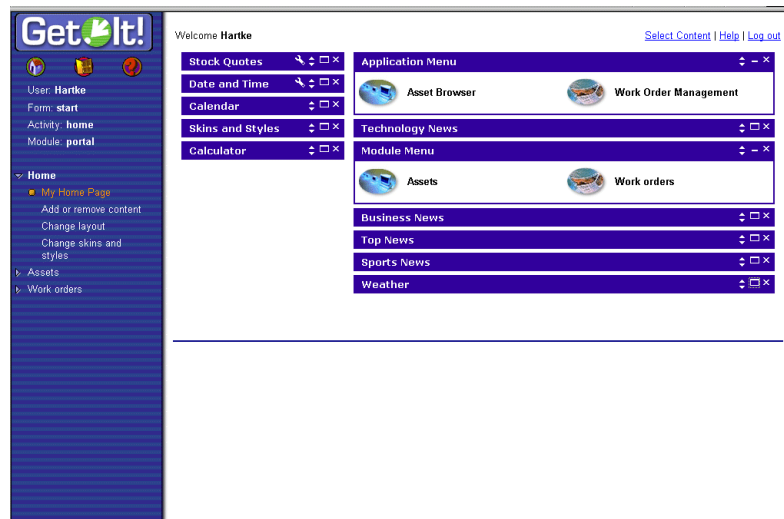 Get It!
User: Hartke
Form: start
Activity: home
Module: portal
Home
My Home Page
Add or remove content
Change layout
Change skins and
styles
Assets
Work orders
Welcome Hartke
Select Content | Help | Log out
Stock Quotes
Date and Time
Calendar
Skins and Styles
Calculator
Application Menu
Asset Browser
Work Order Management
Technology News
Module Menu
Assets
Work orders
Business News
Top News
Sports News
Weather